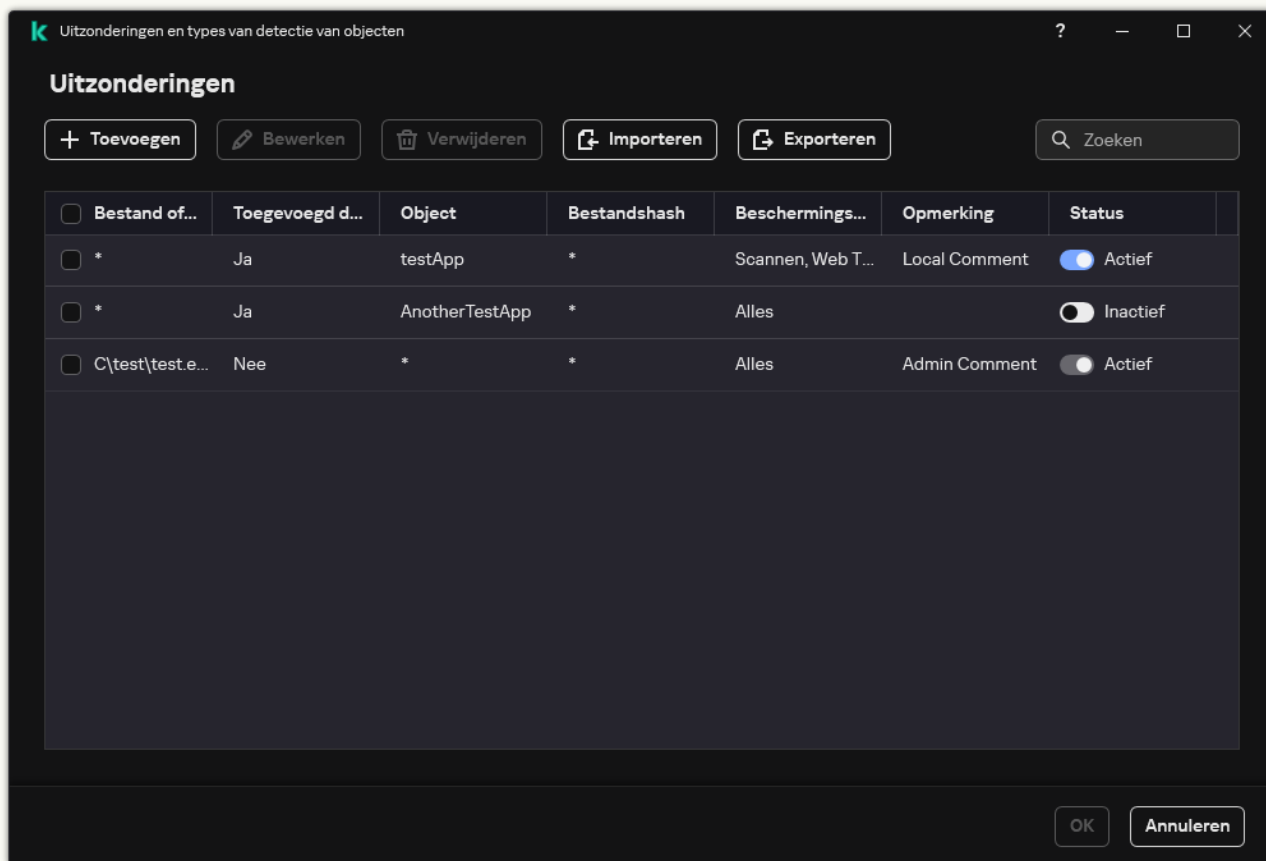 Uitzonderingen en types van detectie van objecten
?
Uitzonderingen
Toevoegen Bewerken Verwijderen Importeren Exporteren Zoeken
Bestand of... Toegevoegd d... Object Bestandshash Beschermings... Opmerking Status
* Ja testApp * Scannen, Web T... Local Comment Actief
* Ja AnotherTestApp * Alles Inactief
C\test\test.e... Nee * * Alles Admin Comment Actief
OK Annuleren